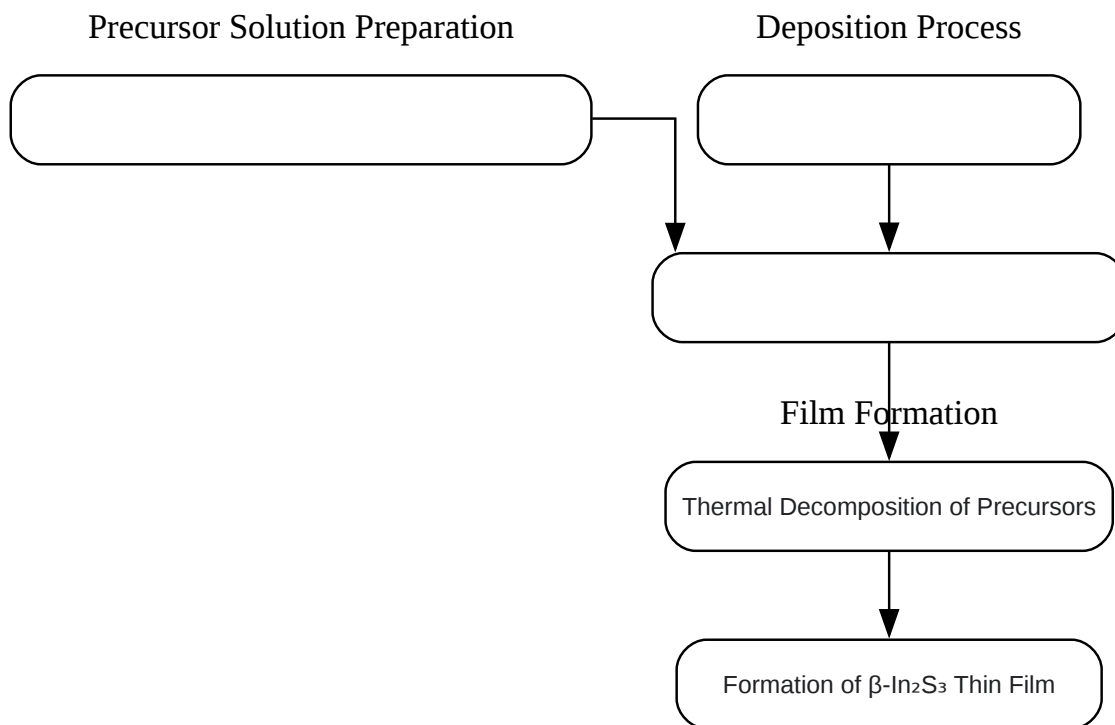 Precursor Solution Preparation
Deposition Process
Film Formation
Thermal Decomposition of Precursors
Formation of β-In₂S₃ Thin Film